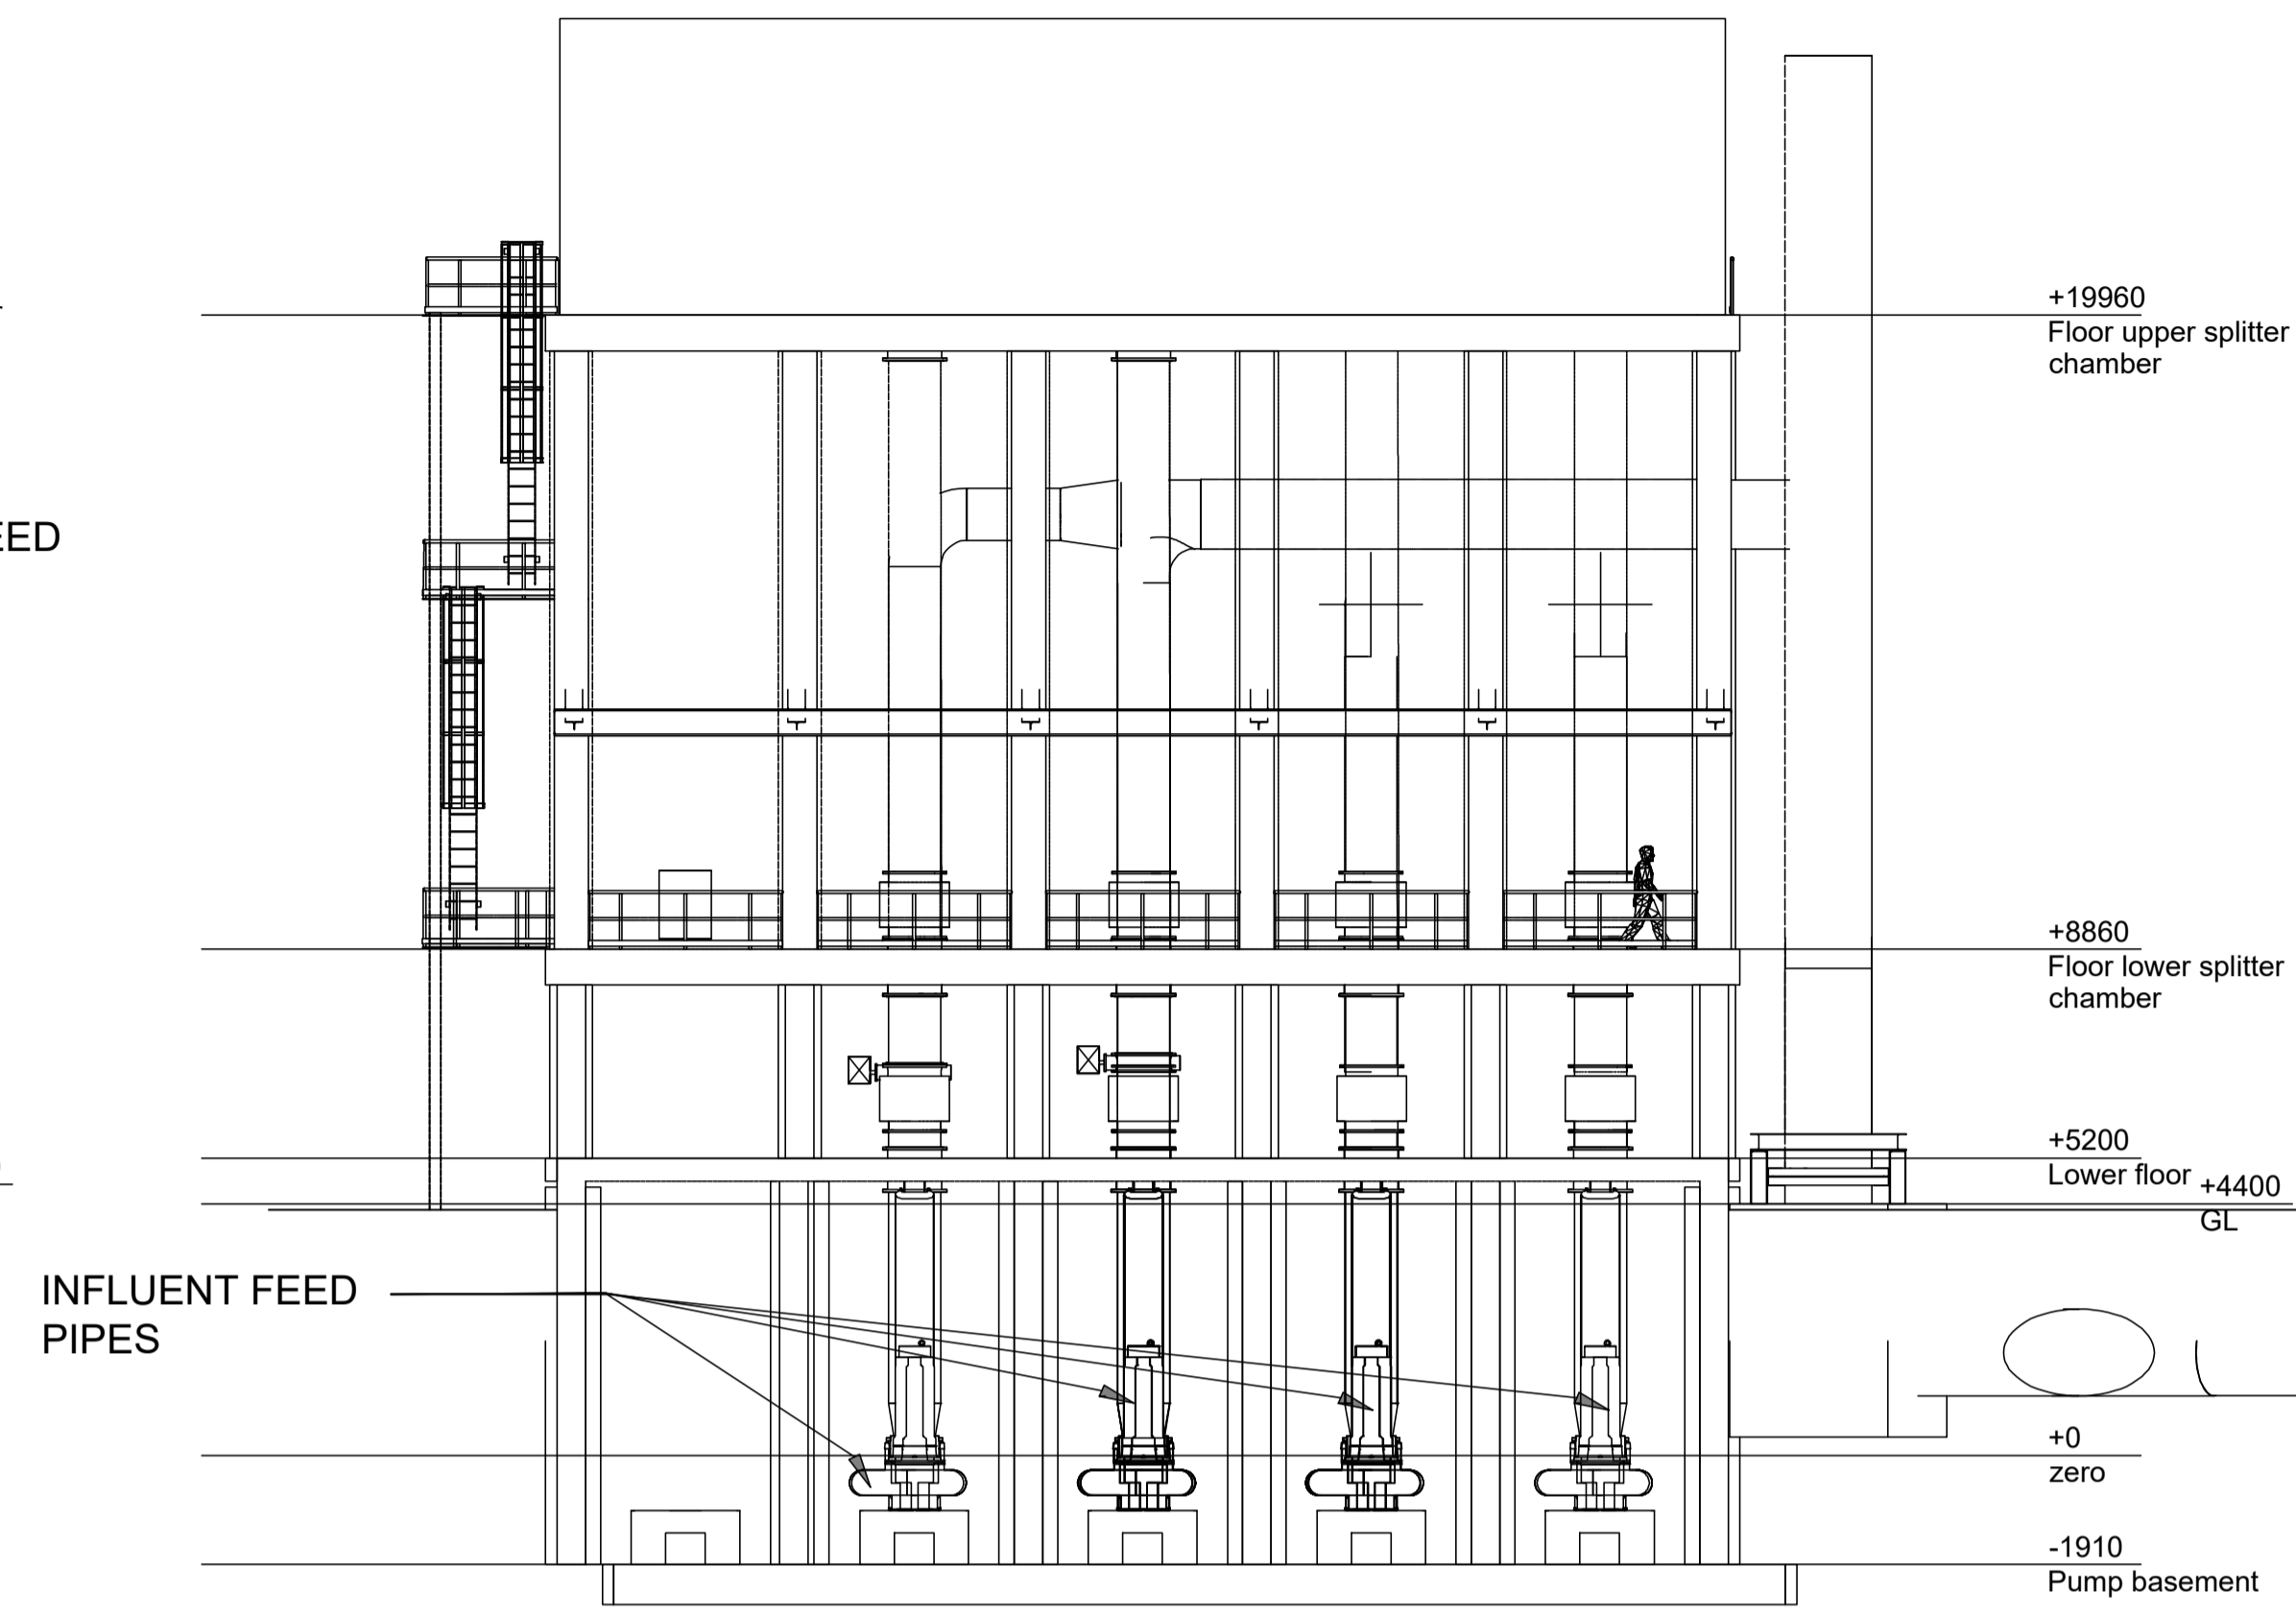 +19960
Floor upper splitter
chamber
EED
+8860
Floor lower splitter
chamber
+5200
Lower floor
+4400
GL
INFLUENT FEED
PIPES
+0
zero
-1910
Pump basement